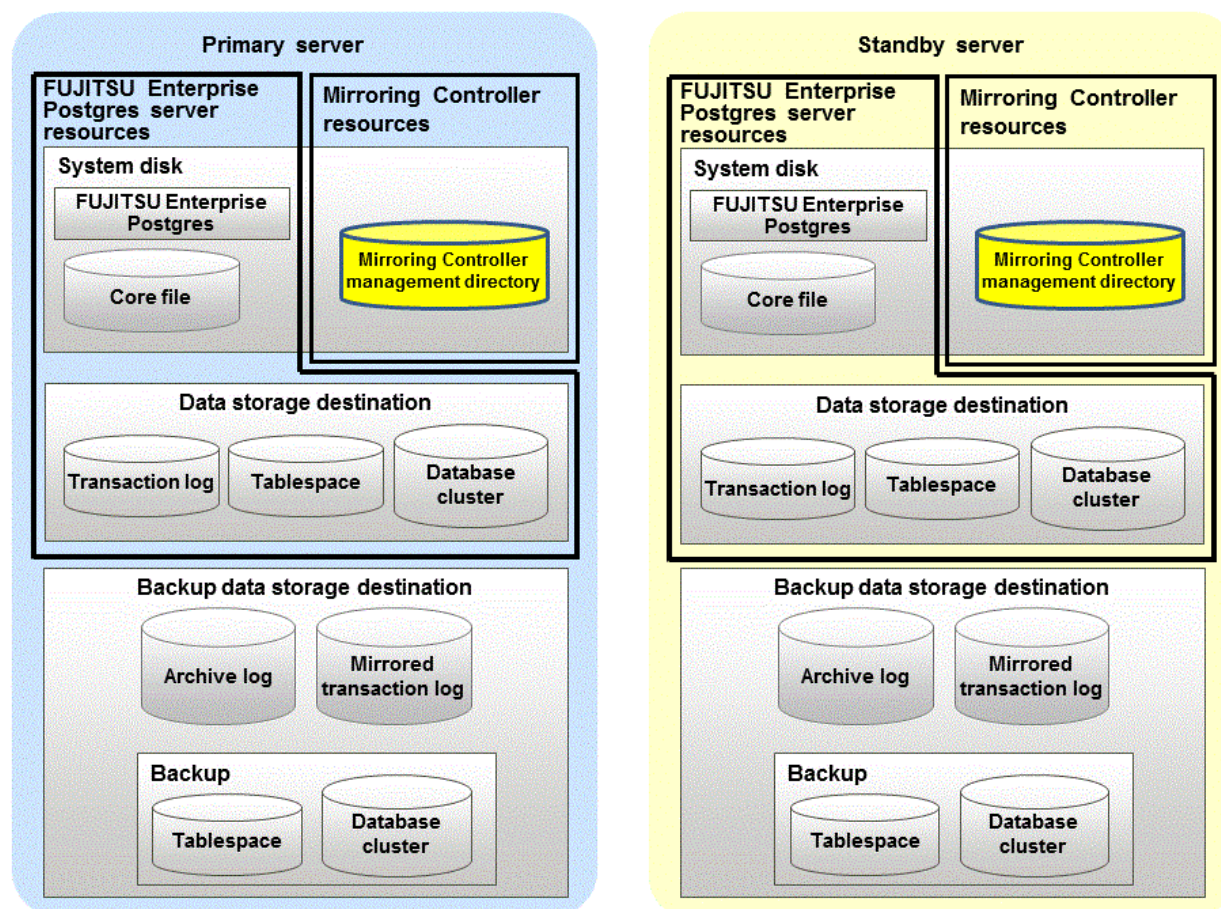 Primary server
FUJITSU Enterprise
Postgres server
resources
Mirroring Controller
resources
System disk
FUJITSU Enterprise
Postgres
Core file
Mirroring Controller
management directory
Data storage destination
Transaction log
Tablespace
Database
cluster
Backup data storage destination
Archive log
Mirrored
transaction log
Backup
Tablespace
Database
cluster
Standby server
FUJITSU Enterprise
Postgres server
resources
Mirroring Controller
resources
System disk
FUJITSU Enterprise
Postgres
Core file
Mirroring Controller
management directory
Data storage destination
Transaction log
Tablespace
Database
cluster
Backup data storage destination
Archive log
Mirrored
transaction log
Backup
Tablespace
Database
cluster